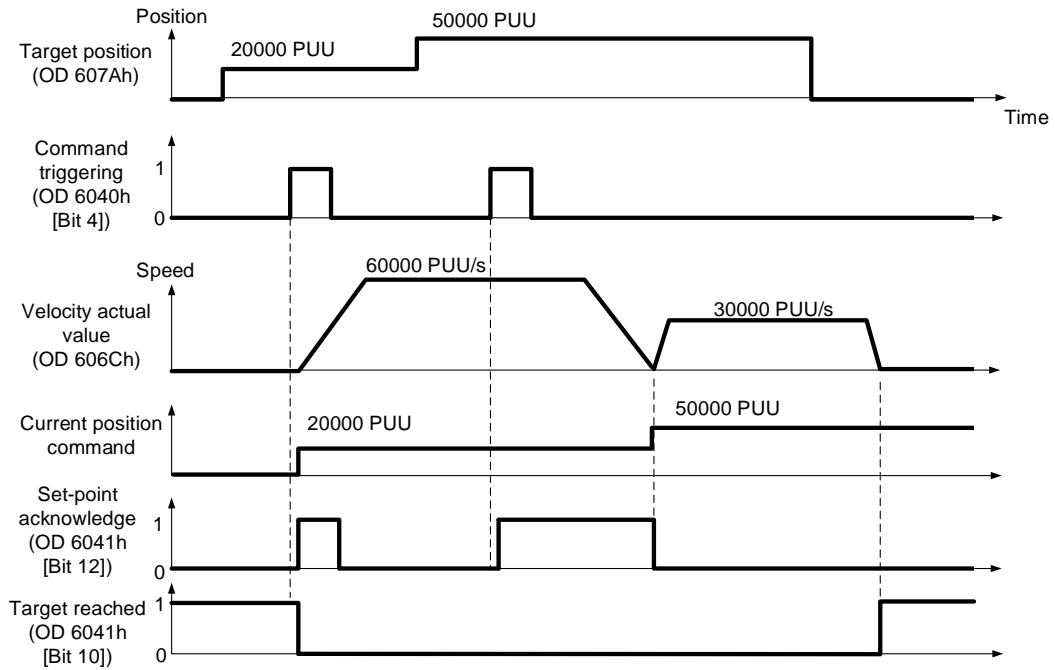 Position
50000 PUU
20000 PUU
Target position
(OD 607Ah)
Time
Command
triggering
(OD 6040h
[Bit 4])
1
0
Speed
60000 PUU/s
30000 PUU/s
Velocity actual
value
(OD 606Ch)
50000 PUU
20000 PUU
Current position
command
Set-point
acknowledge
(OD 6041h
[Bit 12])
1
0
Target reached
(OD 6041h
[Bit 10])
1
0